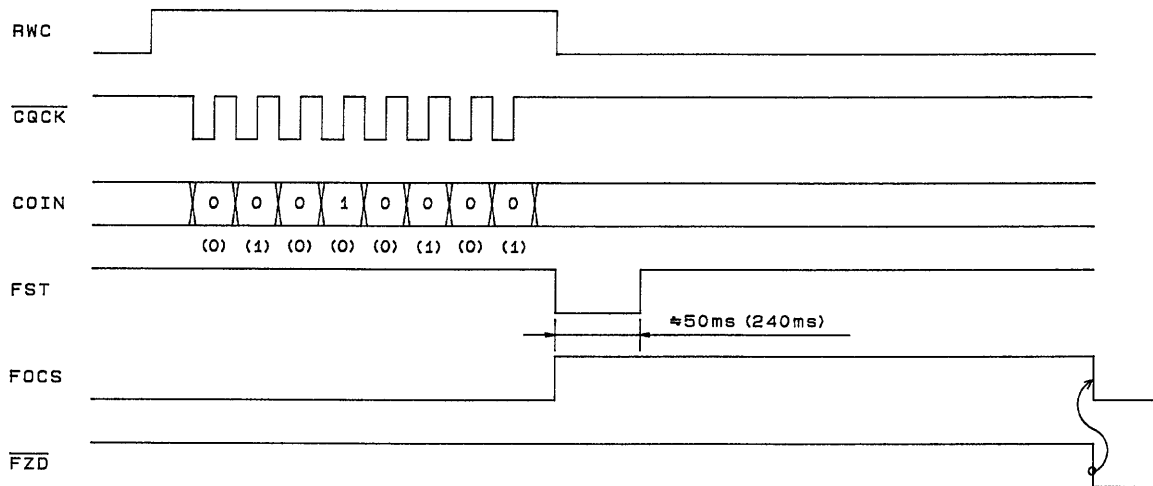 RWC
CQCK
COIN 0 0 0 1 0 0 0 0
(0) (1) (0) (0) (0) (1) (0) (1)
FST
≒50ms (240ms)
FOCS
FZD